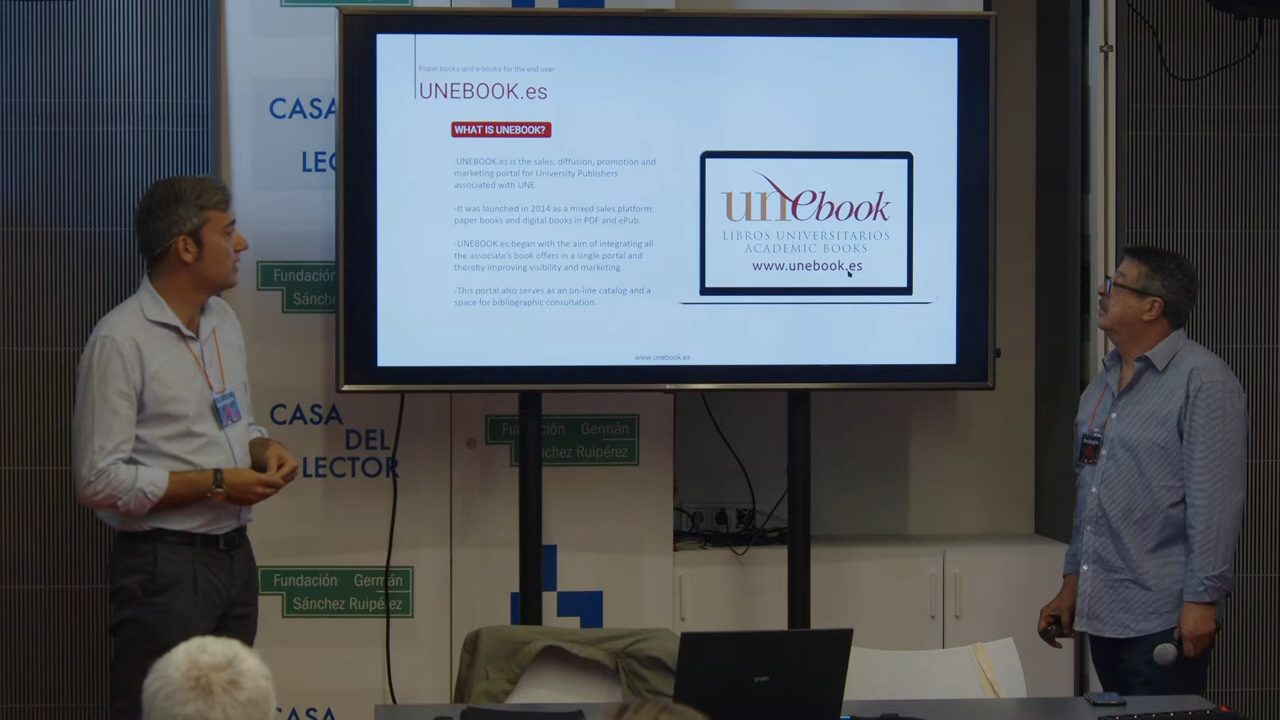 Paper books and e-books for the end user
UNEBOOK.es
WHAT IS UNEBOOK?
-UNEBOOK.es is the sales, diffusion, promotion and
marketing portal for University Publishers
associated with UNE
-It was launched in 2014 as a mixed sales platform:
paper books and digital books in PDF and ePub.
-UNEBOOK.es began with the aim of integrating all
the associate's book offers in a single portal and
thereby improving visibility and marketing
-This portal also serves as an on-line catalog and a
space for bibliographic consultation.
unebook
LIBROS UNIVERSITARIOS
ACADEMIC BOOKS
www.unebook.es
www.unebook.es
CASA
LEC
Fundación
Sánche
CASA
DEL
LECTOR
Fundación Germán
Sánchez Ruipérez
Fundación Germán
Sánchez Ruipérez
CASA
gram